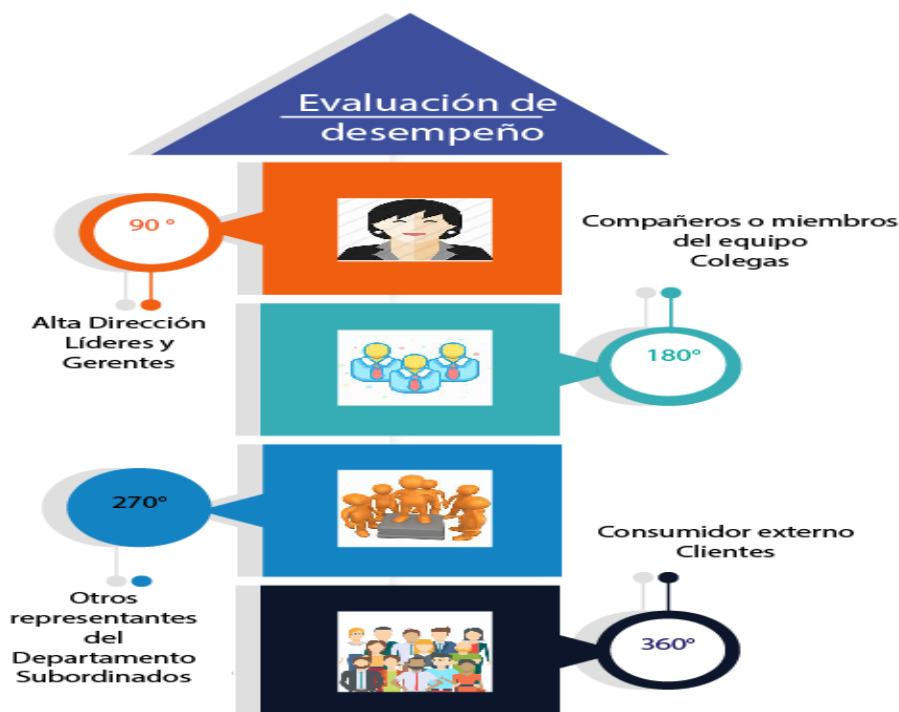 Evaluación de
desempeño
90 °
Alta Dirección
Líderes y
Gerentes
Compañeros o miembros
del equipo
Colegas
180°
270°
Otros
representantes
del
Departamento
Subordinados
Consumidor externo
Clientes
360°